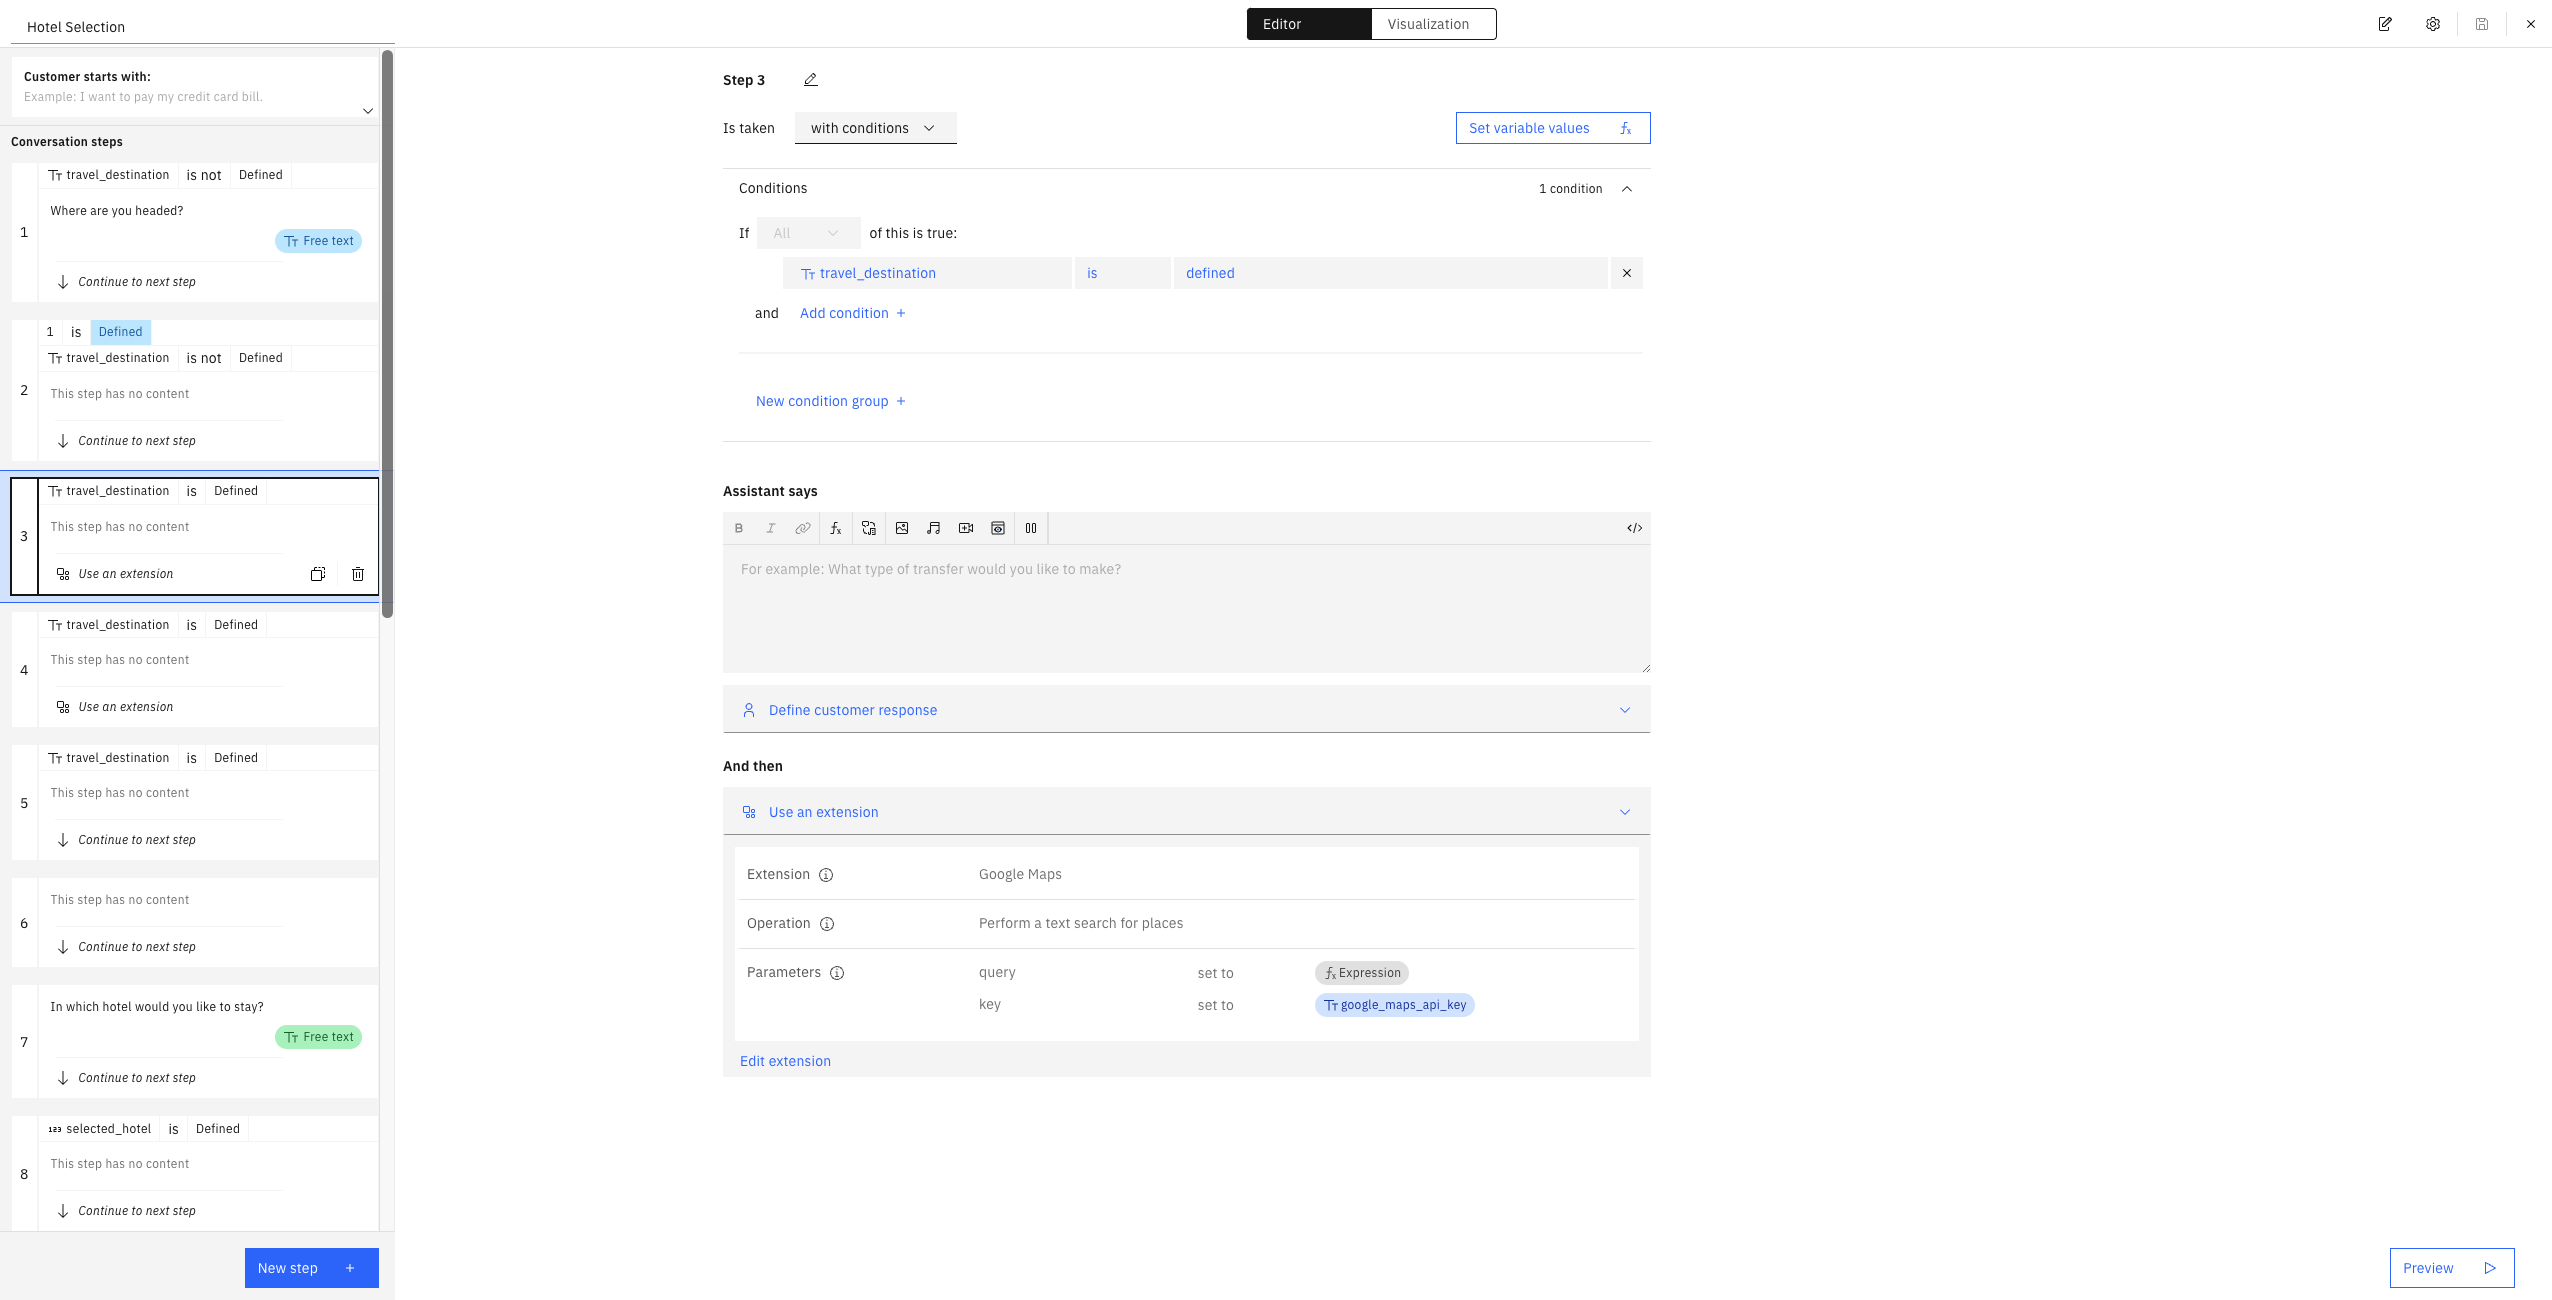 Hotel Selection
Editor
Visualization
Customer starts with:
Example: I want to pay my credit card bill.
Conversation steps
1
travel_destination is not Defined
Where are you headed?
Free text
Continue to next step
2
1 is Defined
travel_destination is not Defined
This step has no content
Continue to next step
3
travel_destination is Defined
This step has no content
Use an extension
4
travel_destination is Defined
This step has no content
Use an extension
5
travel_destination is Defined
This step has no content
Continue to next step
6
This step has no content
Continue to next step
7
In which hotel would you like to stay?
Free text
Continue to next step
8
123 selected_hotel is Defined
This step has no content
Continue to next step
New step +
Step 3
Is taken with conditions
Set variable values fx
Conditions 1 condition
If All of this is true:
travel_destination is defined
and Add condition +
New condition group +
Assistant says
B I fx </>
For example: What type of transfer would you like to make?
Define customer response
And then
Use an extension
Extension Google Maps
Operation Perform a text search for places
Parameters query set to fx Expression
key set to google_maps_api_key
Edit extension
Preview